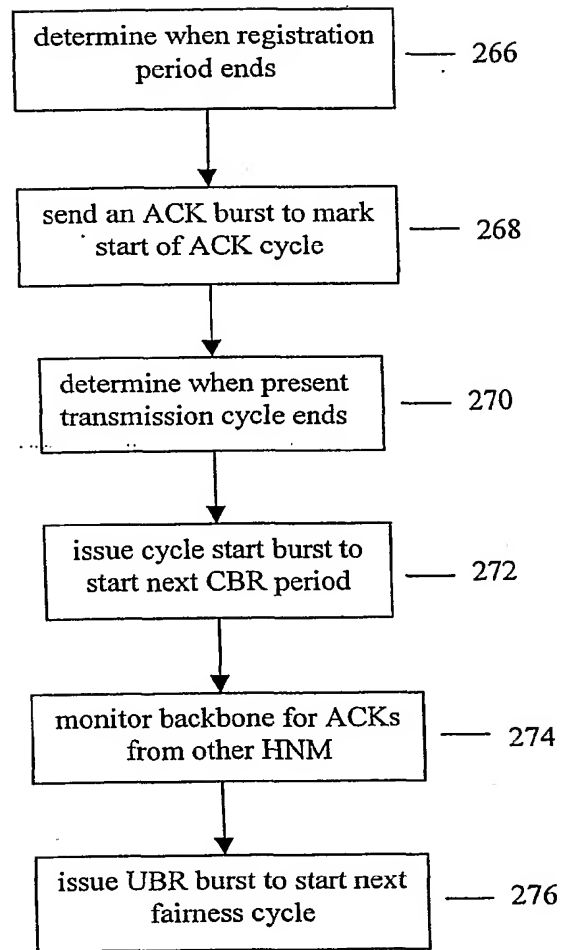 determine when registration
period ends
266
send an ACK burst to mark
start of ACK cycle
268
determine when present
transmission cycle ends
270
issue cycle start burst to
start next CBR period
272
monitor backbone for ACKs
from other HNM
274
issue UBR burst to start next
fairness cycle
276